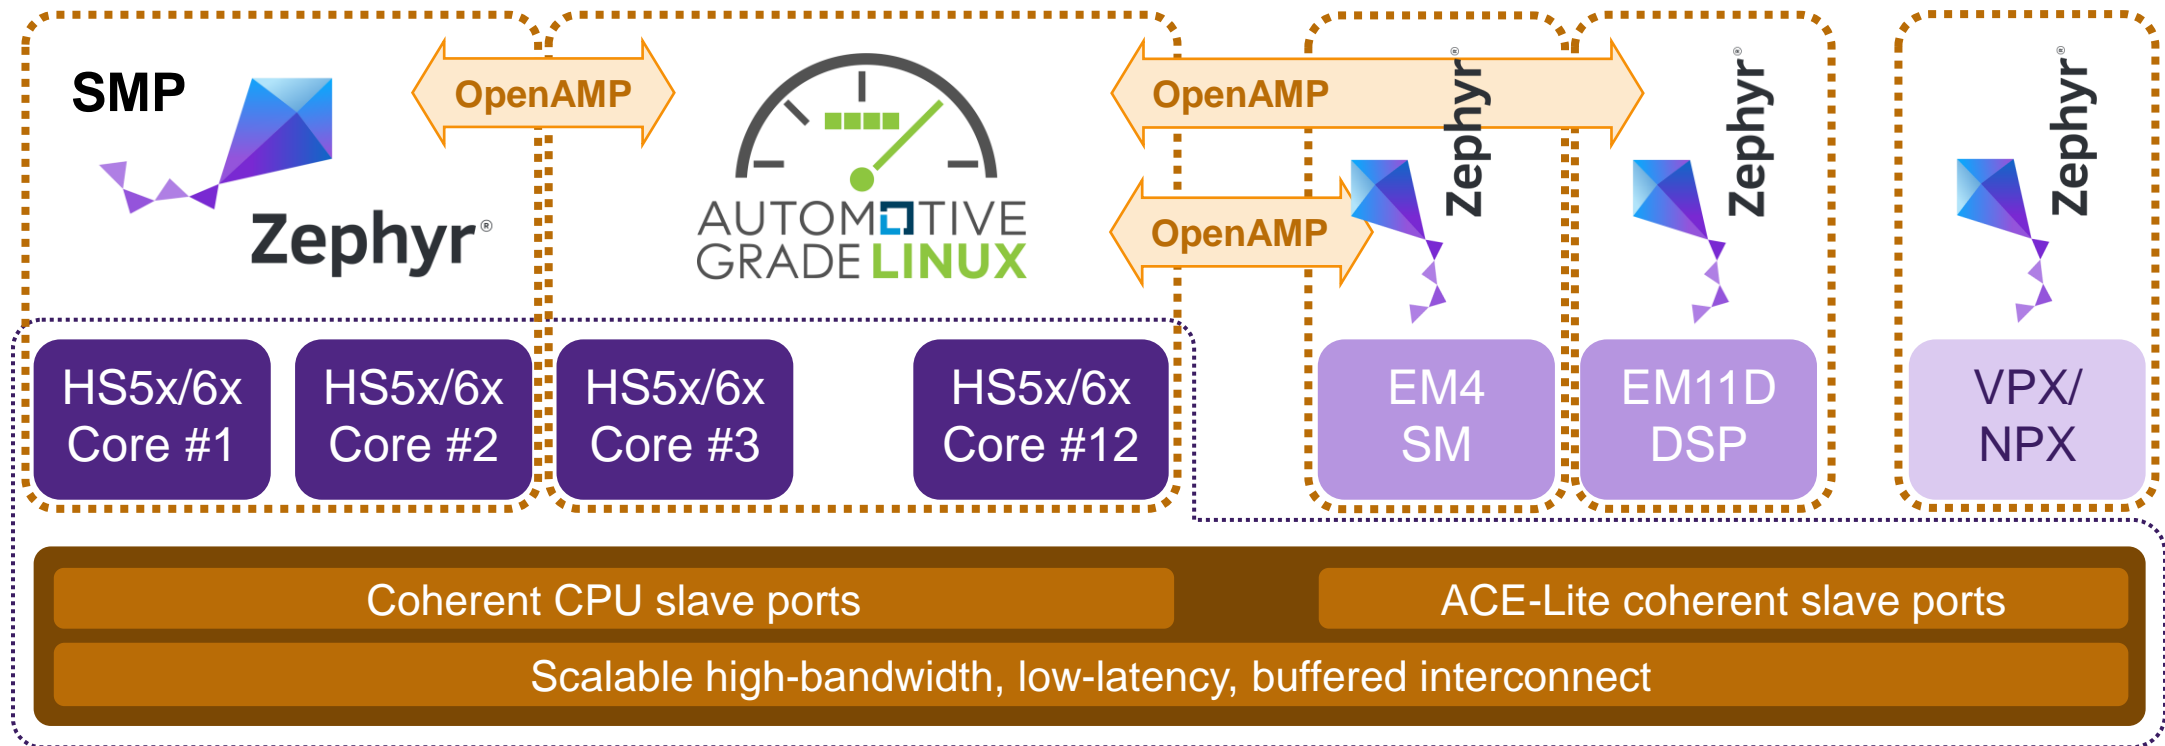 SMP
Zephyr®
OpenAMP
AUTOMOTIVE
GRADE LINUX
OpenAMP
OpenAMP
Zephyr®
Zephyr®
Zephyr®
HS5x/6x
Core #1
HS5x/6x
Core #2
HS5x/6x
Core #3
HS5x/6x
Core #12
EM4
SM
EM11D
DSP
VPX/
NPX
Coherent CPU slave ports
ACE-Lite coherent slave ports
Scalable high-bandwidth, low-latency, buffered interconnect